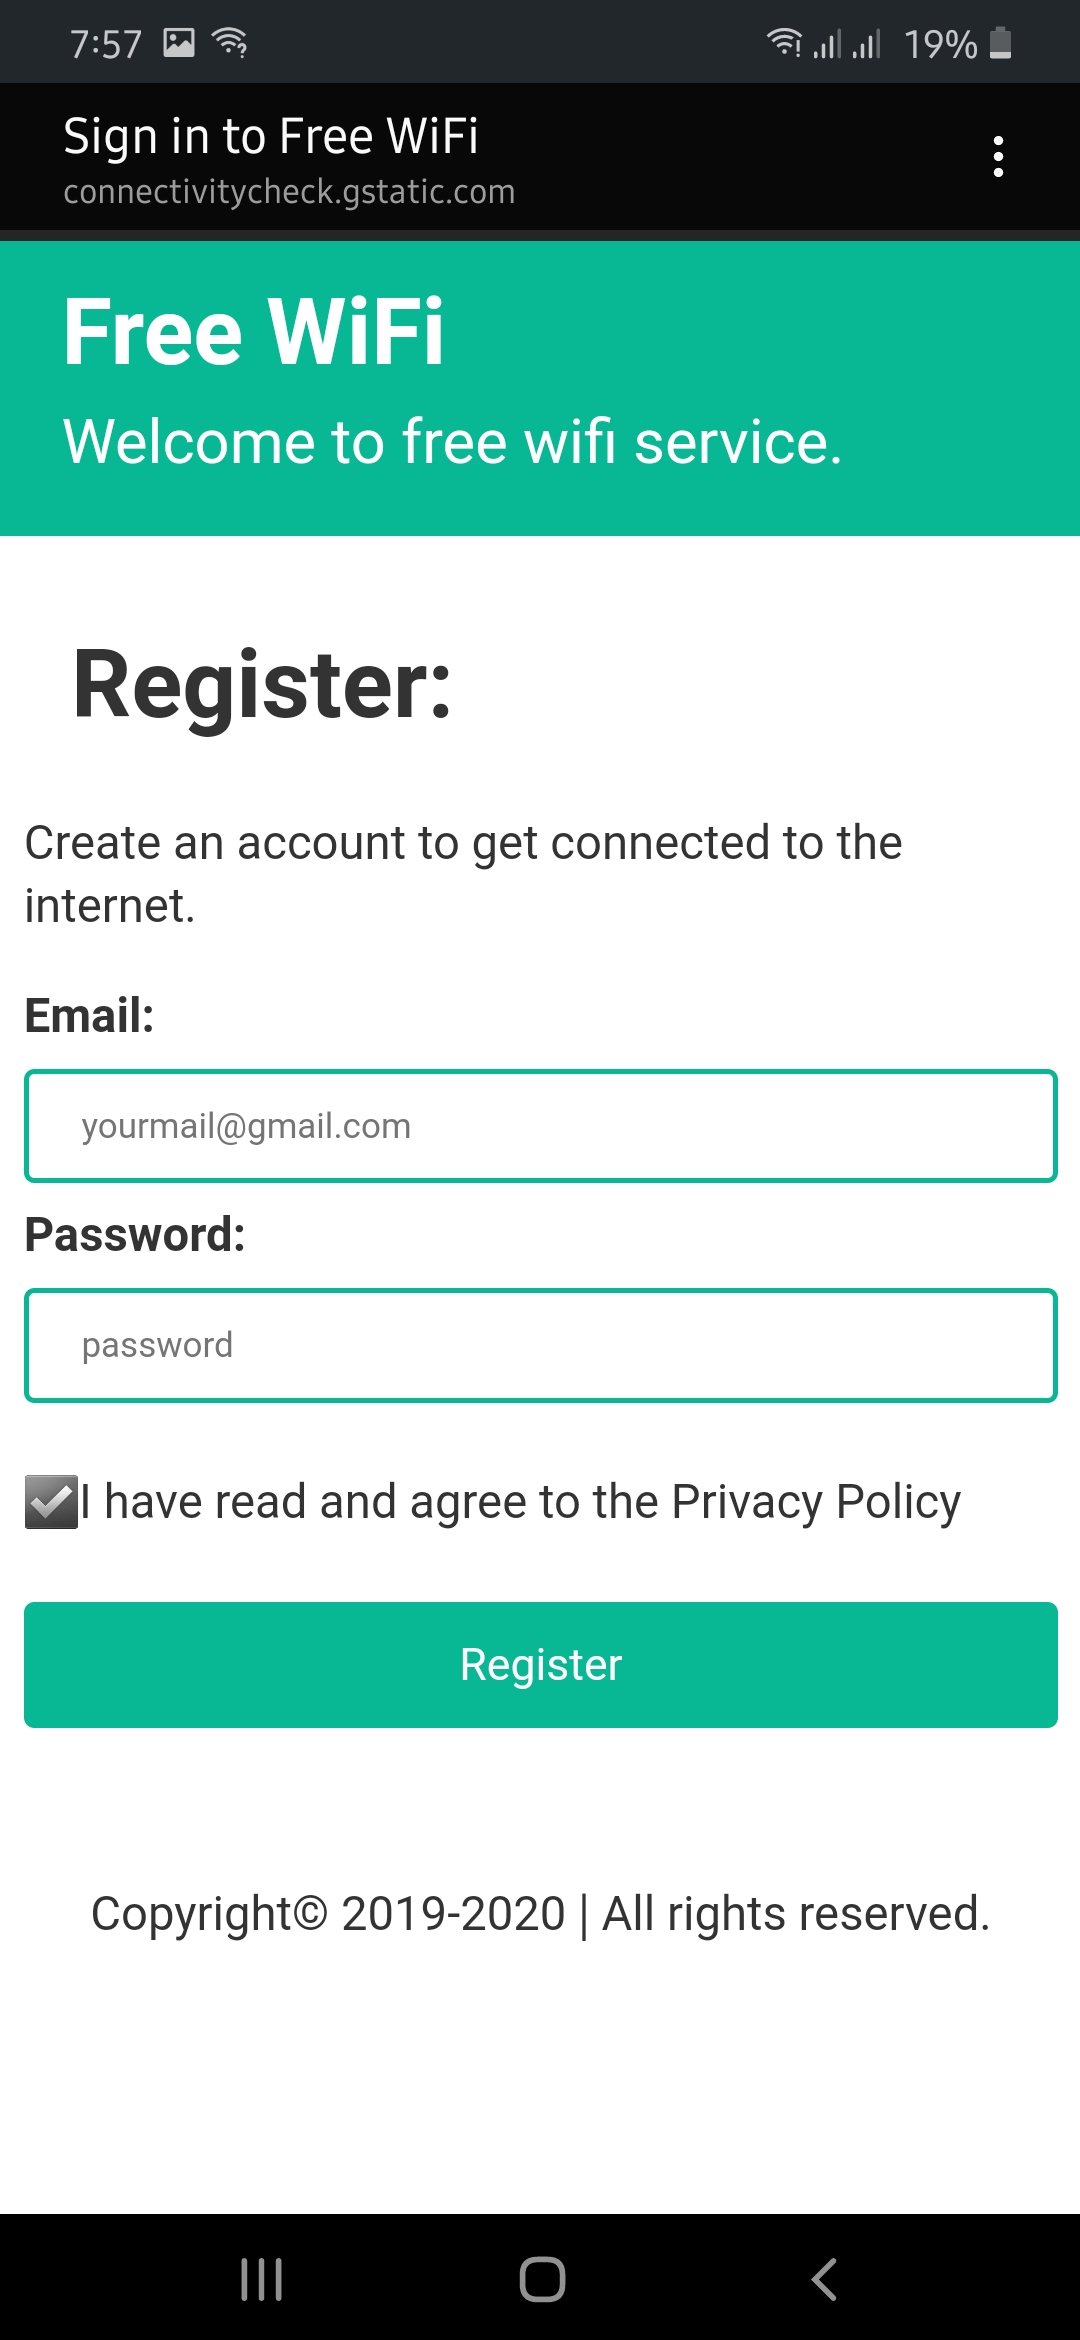 7:57
19%
Sign in to Free WiFi
connectivitycheck.gstatic.com
Free WiFi
Welcome to free wifi service.
Register:
Create an account to get connected to the
internet.
Email:
yourmail@gmail.com
Password:
password
I have read and agree to the Privacy Policy
Register
Copyright© 2019-2020 | All rights reserved.